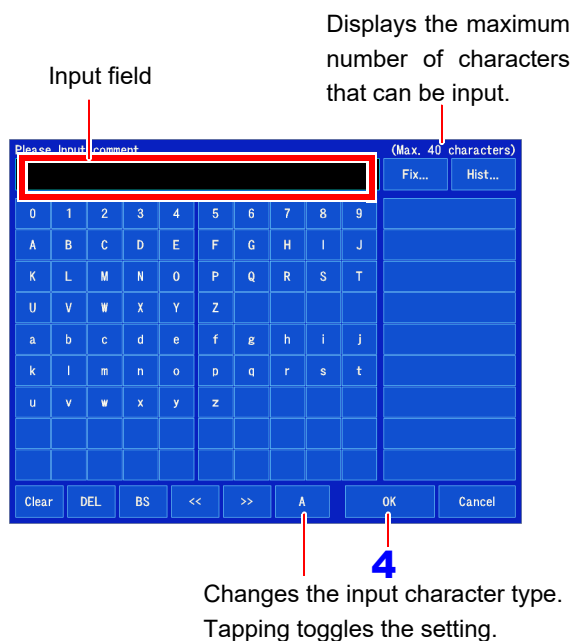 Displays the maximum
number of characters
that can be input.
Input field
Please Input comment
(Max. 40 characters)
Fix... Hist...
0 1 2 3 4 5 6 7 8 9
A B C D E F G H I J
K L M N O P Q R S T
U V W X Y Z
a b c d e f g h i j
k l m n o p q r s t
u v w x y z
Clear DEL BS << >> A OK Cancel
4
Changes the input character type.
Tapping toggles the setting.